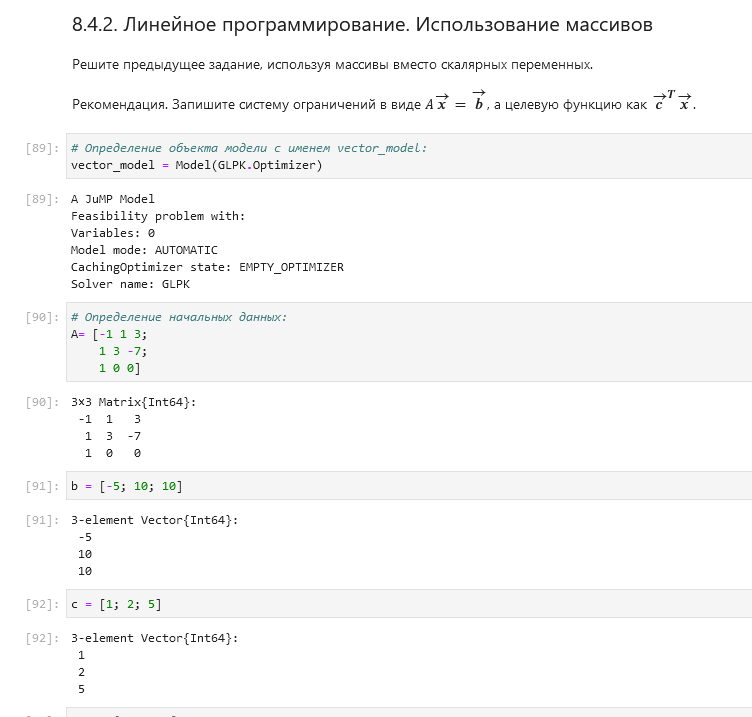 8.4.2. Линейное программирование. Использование массивов
Решите предыдущее задание, используя массивы вместо скалярных переменных.
Рекомендация. Запишите систему ограничений в виде A x⃗ = b⃗, а целевую функцию как c⃗ᵀ x⃗.
[89]: # Определение объекта модели с именем vector_model:
vector_model = Model(GLPK.Optimizer)
[89]: A JuMP Model
Feasibility problem with:
Variables: 0
Model mode: AUTOMATIC
CachingOptimizer state: EMPTY_OPTIMIZER
Solver name: GLPK
[90]: # Определение начальных данных:
A= [-1 1 3;
1 3 -7;
1 0 0]
[90]: 3×3 Matrix{Int64}:
-1 1 3
1 3 -7
1 0 0
[91]: b = [-5; 10; 10]
[91]: 3-element Vector{Int64}:
-5
10
10
[92]: c = [1; 2; 5]
[92]: 3-element Vector{Int64}:
1
2
5